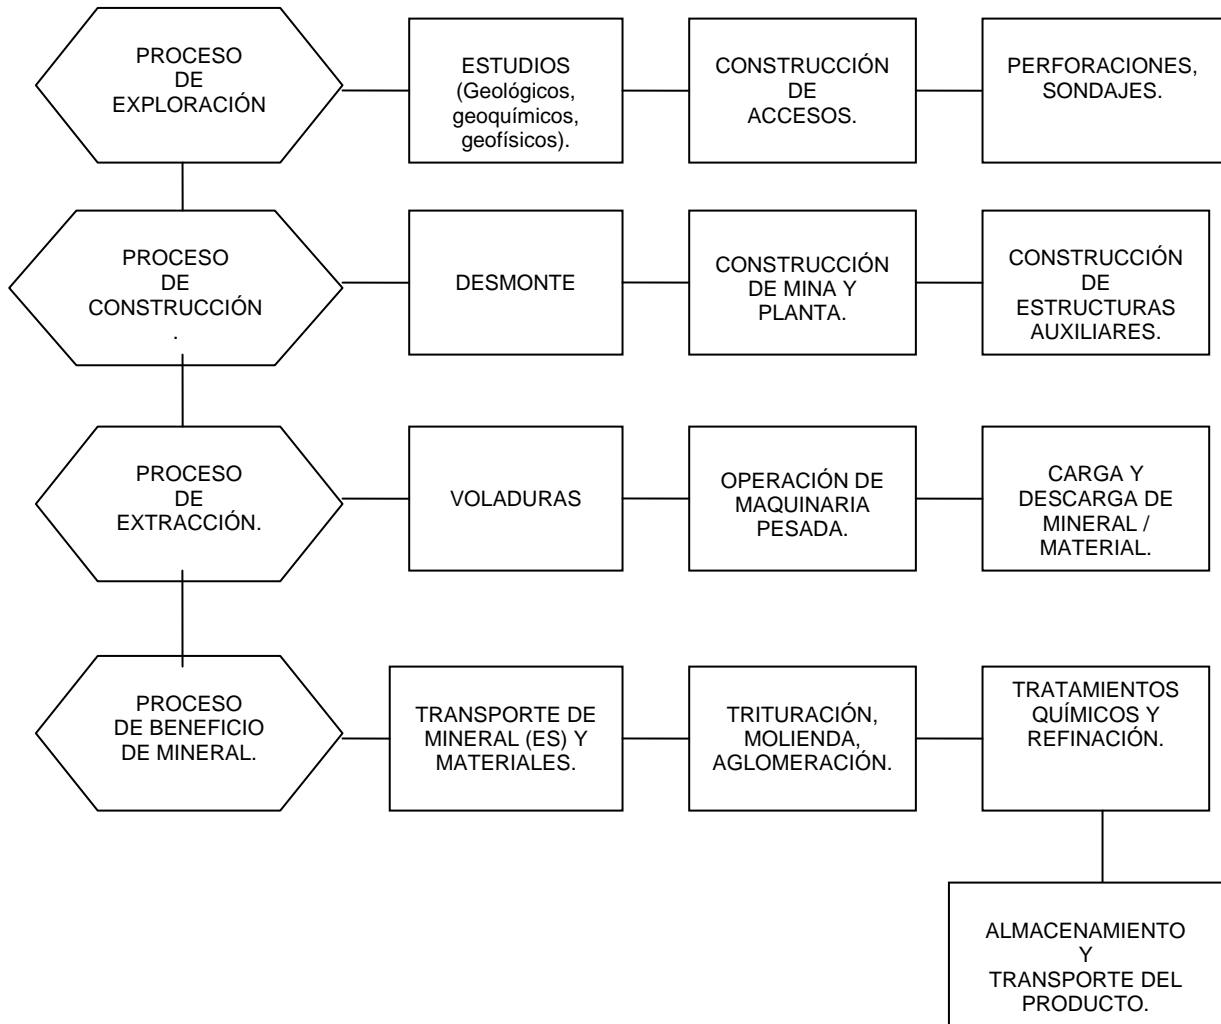 PROCESO
DE
EXPLORACIÓN
ESTUDIOS
(Geológicos,
geoquímicos,
geofísicos).
CONSTRUCCIÓN
DE
ACCESOS.
PERFORACIONES,
SONDAJES.
PROCESO
DE
CONSTRUCCIÓN
.
DESMONTE
CONSTRUCCIÓN
DE MINA Y
PLANTA.
CONSTRUCCIÓN
DE
ESTRUCTURAS
AUXILIARES.
PROCESO
DE
EXTRACCIÓN.
VOLADURAS
OPERACIÓN DE
MAQUINARIA
PESADA.
CARGA Y
DESCARGA DE
MINERAL /
MATERIAL.
PROCESO
DE BENEFICIO
DE MINERAL.
TRANSPORTE DE
MINERAL (ES) Y
MATERIALES.
TRITURACIÓN,
MOLIENDA,
AGLOMERACIÓN.
TRATAMIENTOS
QUÍMICOS Y
REFINACIÓN.
ALMACENAMIENTO
Y
TRANSPORTE DEL
PRODUCTO.